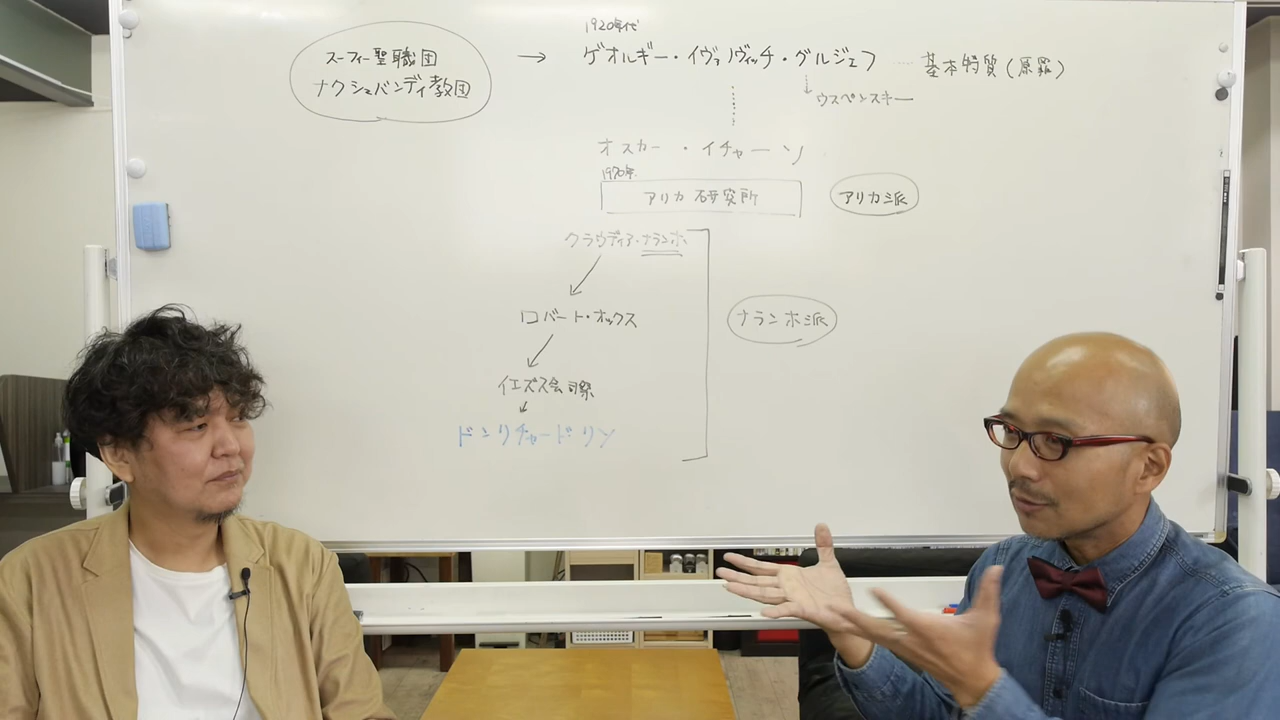 1920年代
スーフィー聖職団 → ゲオルギー・イヴァノヴィッチ・グルジェフ …… 基本特質(原羅)
ナクシュバンディ教団
↓ウスペンスキー
オスカー・イチャーソ
1970年
アリカ研究所 アリカ派
クラウディア・ナランホ
ロバート・オックス ナランホ派
イエズス会司祭
ドンリチャード・リソ